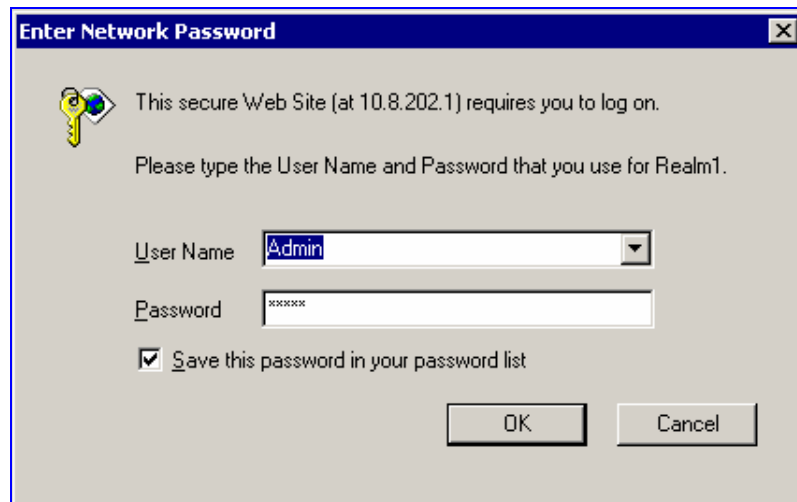 Enter Network Password
This secure Web Site (at 10.8.202.1) requires you to log on.
Please type the User Name and Password that you use for Realm1.
User Name Admin
Password *****
Save this password in your password list
OK Cancel